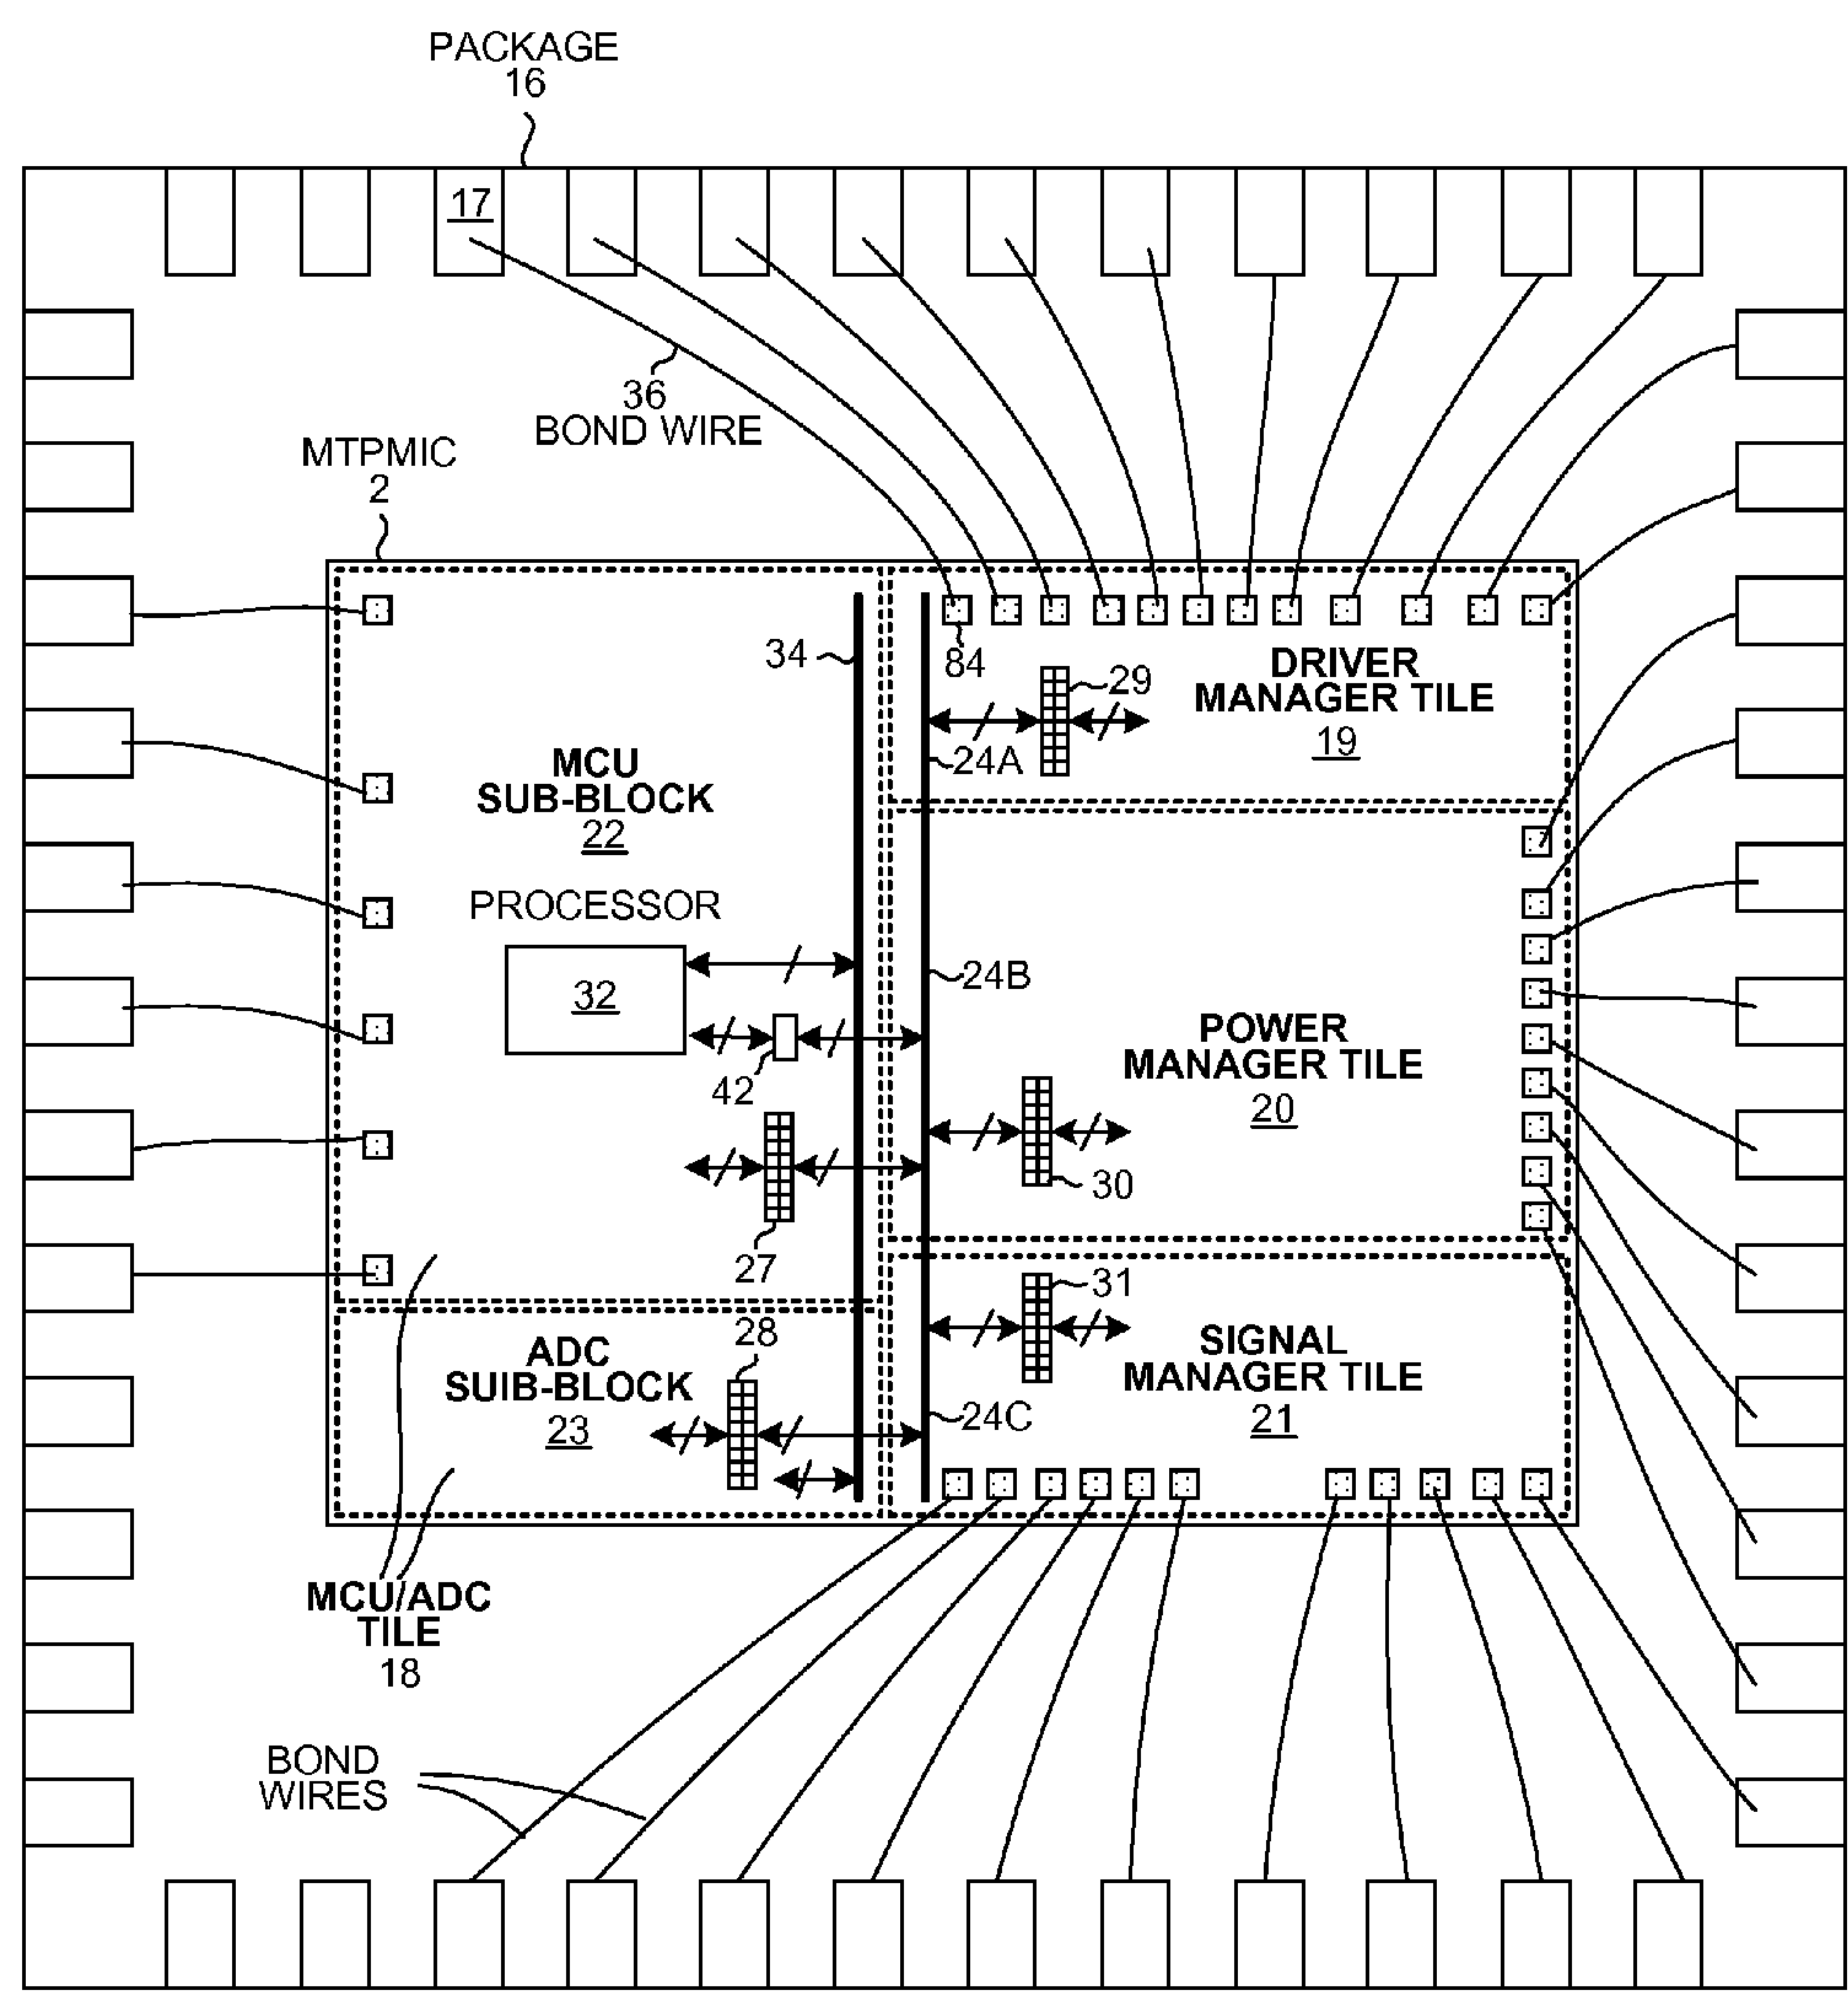 PACKAGE
16
17
36
BOND WIRE
MTPMIC
2
34
84
DRIVER
MANAGER TILE
19
29
24A
MCU
SUB-BLOCK
22
PROCESSOR
32
42
24B
POWER
MANAGER TILE
20
30
27
28
31
ADC
SUIB-BLOCK
23
SIGNAL
MANAGER TILE
21
24C
MCU/ADC
TILE
18
BOND
WIRES